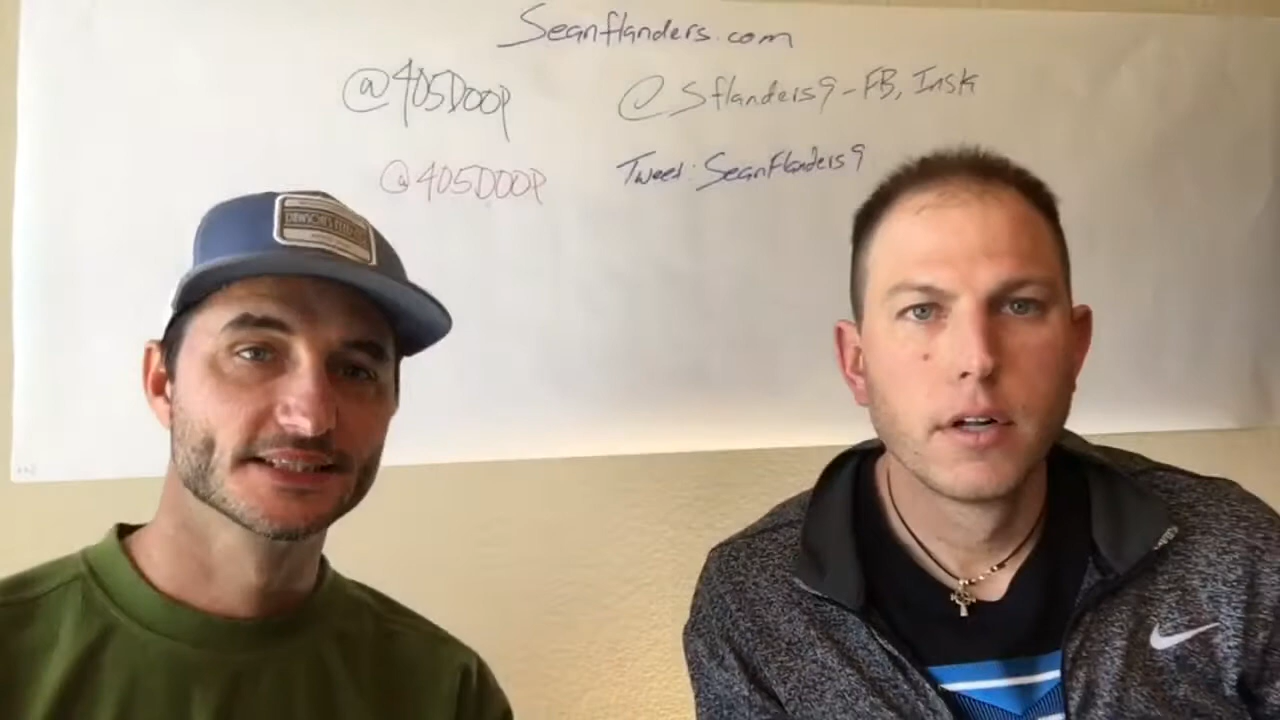 Seanflanders.com
@405DOOP
@Sflanders9-FB, Insta
@405DOOP
Tweet: SeanFlanders9